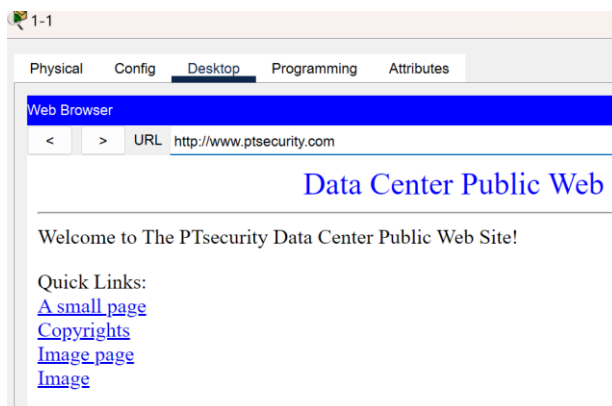 1-1
Physical Config Desktop Programming Attributes
Web Browser
< > URL http://www.ptsecurity.com
Data Center Public Web
Welcome to The PTsecurity Data Center Public Web Site!
Quick Links:
A small page
Copyrights
Image page
Image